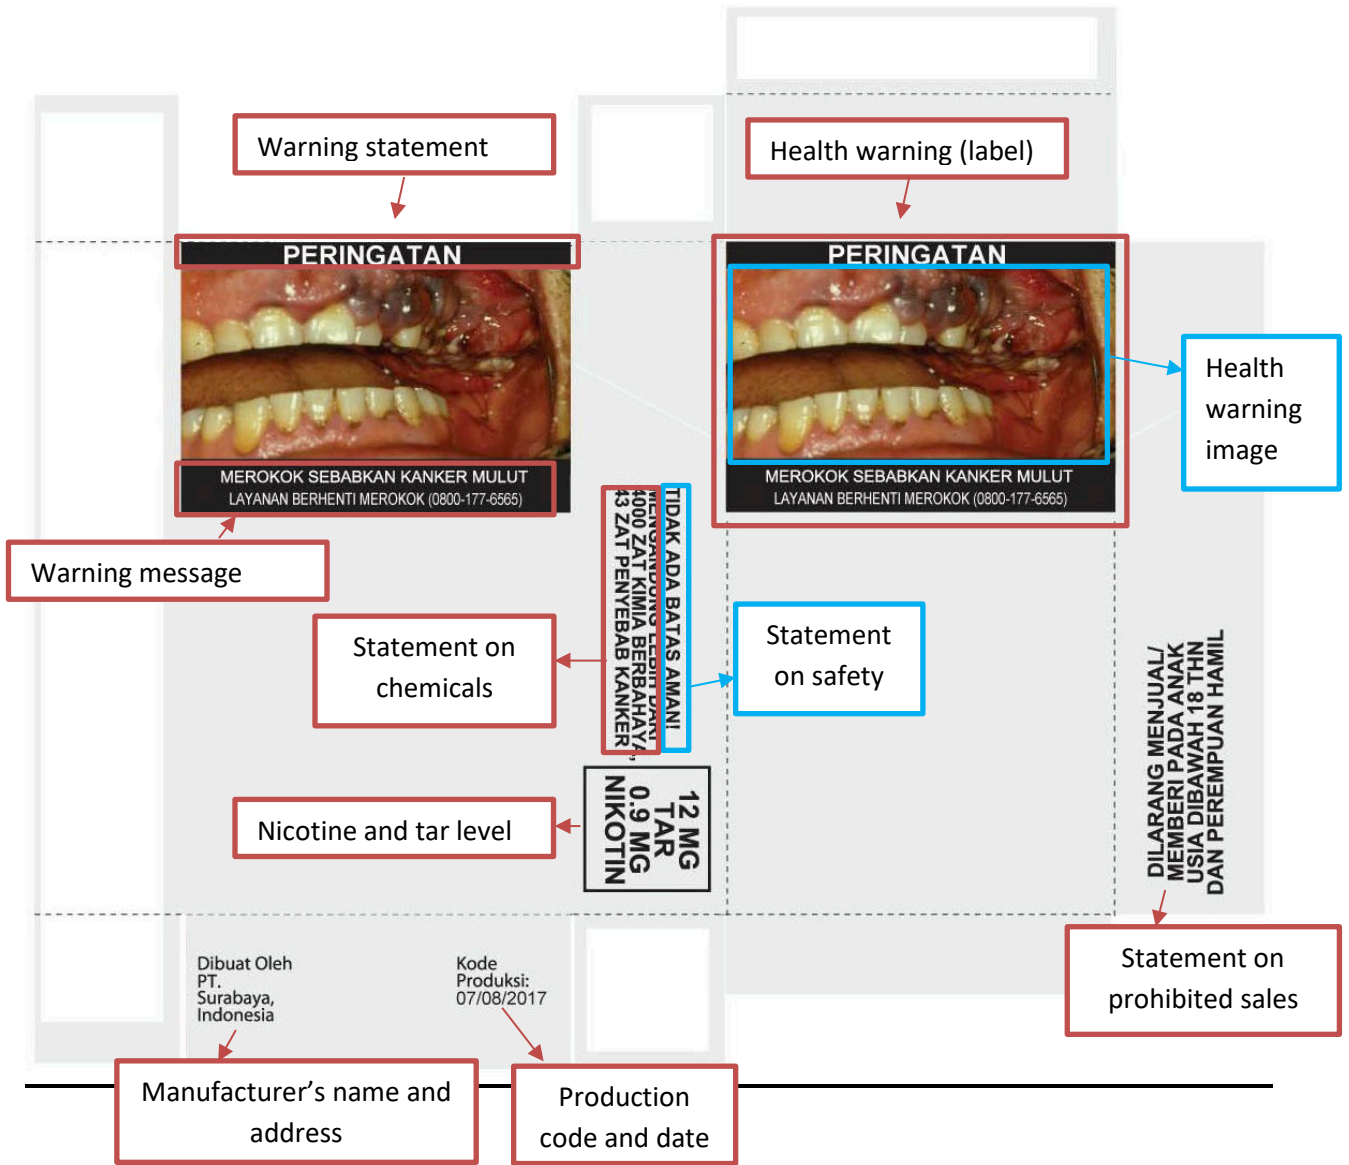 Warning statement
Health warning (label)
PERINGATAN
PERINGATAN
Health
warning
image
MEROKOK SEBABKAN KANKER MULUT
LAYANAN BERHENTI MEROKOK (0800-177-6565)
MEROKOK SEBABKAN KANKER MULUT
LAYANAN BERHENTI MEROKOK (0800-177-6565)
Warning message
TIDAK ADA BATAS AMAN!
MENGANDUNG LEBIH DARI
4000 ZAT KIMIA BERBAHAYA,
43 ZAT PENYEBAB KANKER
Statement on
chemicals
Statement
on safety
Nicotine and tar level
12 MG
TAR
0.9 MG
NIKOTIN
DILARANG MENJUAL/
MEMBERI PADA ANAK
USIA DIBAWAH 18 THN
DAN PEREMPUAN HAMIL
Statement on
prohibited sales
Dibuat Oleh
PT.
Surabaya,
Indonesia
Kode
Produksi:
07/08/2017
Manufacturer’s name and
address
Production
code and date